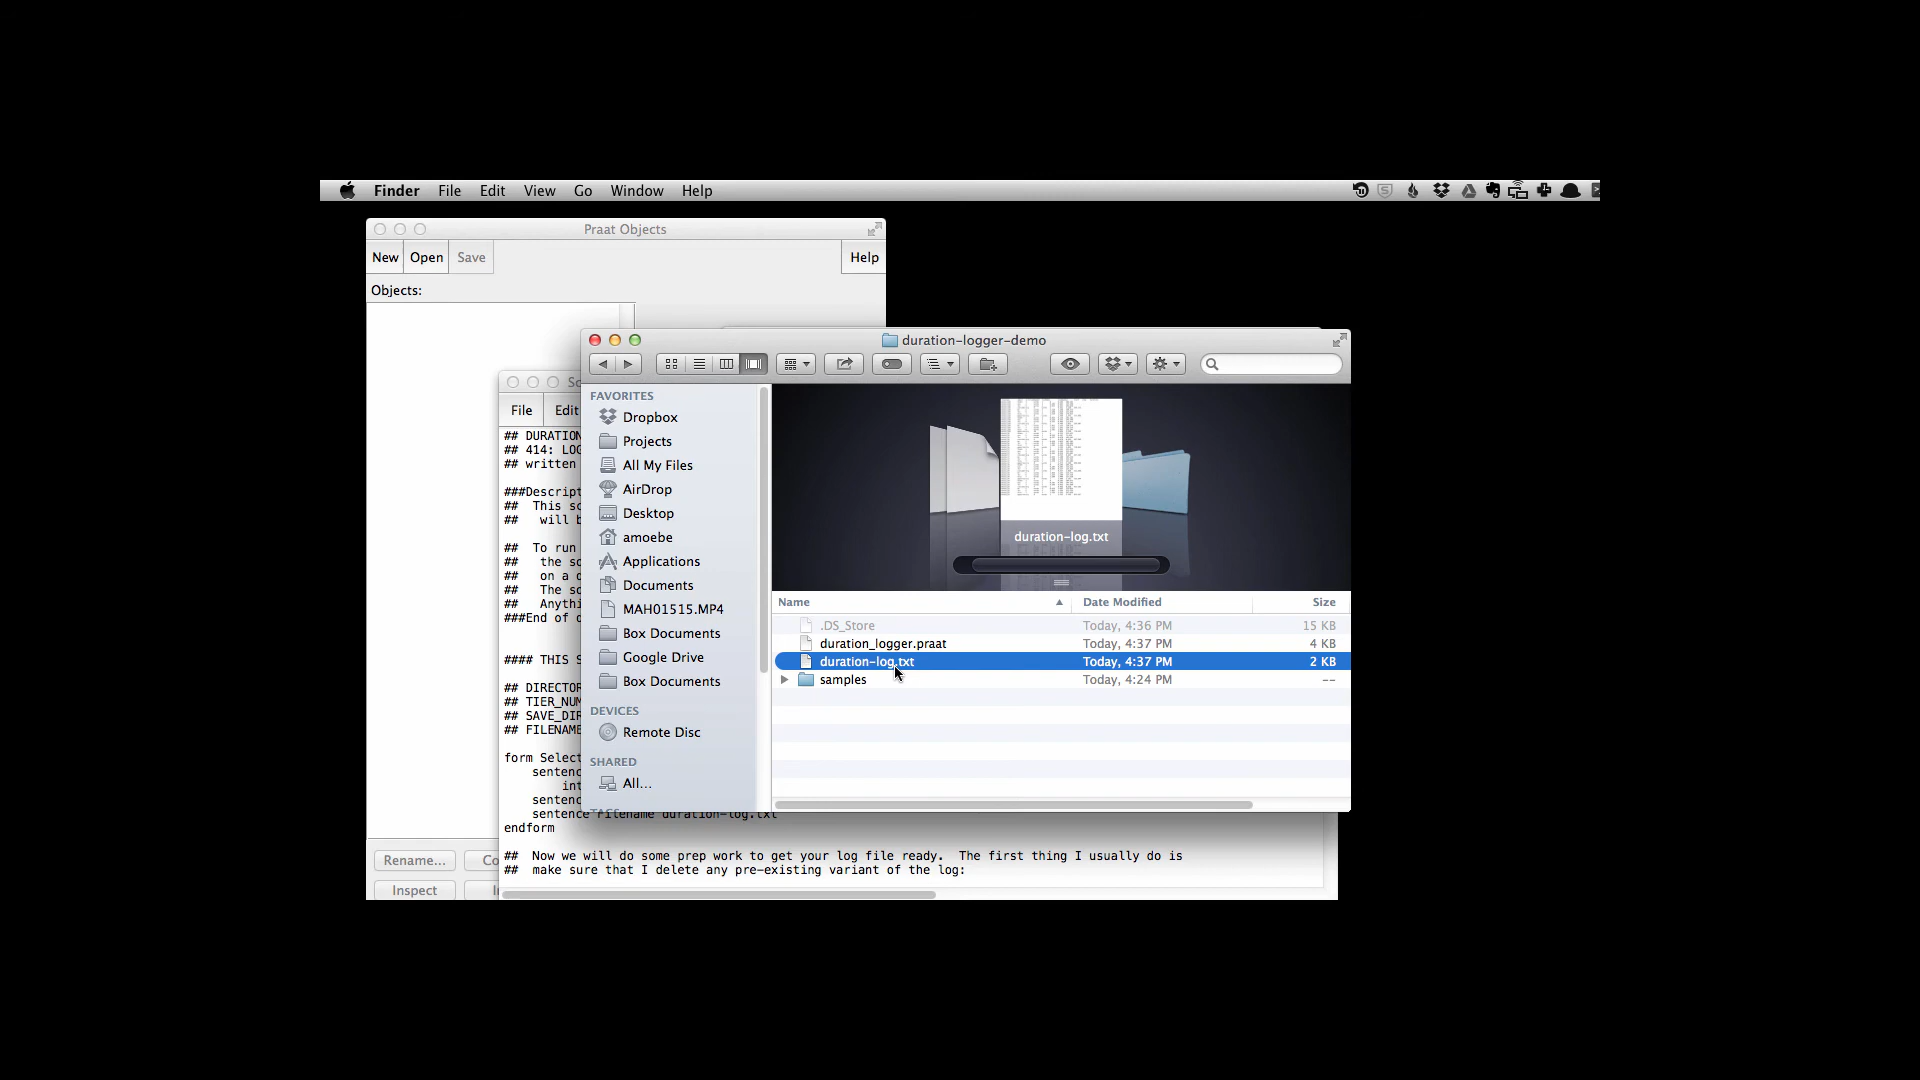 Finder File Edit View Go Window Help
Praat Objects
New Open Save Help
Objects:
duration-logger-demo
File Edit
## DURATION
## 414: LOG
## written
###Descript
## This sc
## will b
## To run
## the sc
## on a d
## The sc
## Anythi
###End of d
#### THIS S
## DIRECTOR
## TIER_NUM
## SAVE_DIR
## FILENAME
form Select
sentenc
int
sentenc
sentence Filename duration-log.txt
endform
## Now we will do some prep work to get your log file ready. The first thing I usually do is
## make sure that I delete any pre-existing variant of the log:
Rename... Co
Inspect
FAVORITES
Dropbox
Projects
All My Files
AirDrop
Desktop
amoebe
Applications
Documents
MAH01515.MP4
Box Documents
Google Drive
Box Documents
DEVICES
Remote Disc
SHARED
All...
duration-log.txt
Name Date Modified Size
.DS_Store Today, 4:36 PM 15 KB
duration_logger.praat Today, 4:37 PM 4 KB
duration-log.txt Today, 4:37 PM 2 KB
samples Today, 4:24 PM --